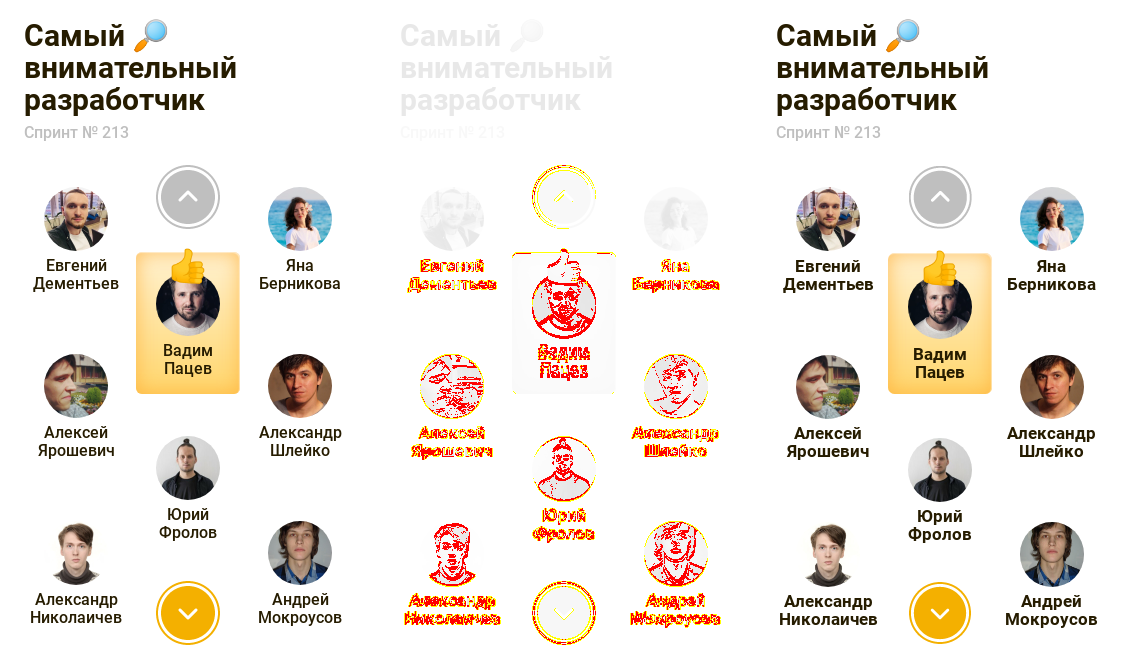 Самый 🔎
внимательный
разработчик
Спринт № 213
Евгений
Дементьев
Яна
Берникова
Вадим
Пацев
Алексей
Ярошевич
Александр
Шлейко
Юрий
Фролов
Александр
Николаичев
Андрей
Мокроусов
Самый 🔎
внимательный
разработчик
Спринт № 213
Евгений
Дементьев
Яна
Берникова
Вадим
Пацев
Алексей
Ярошевич
Александр
Шлейко
Юрий
Фролов
Александр
Николаичев
Андрей
Мокроусов
Самый 🔎
внимательный
разработчик
Спринт № 213
Евгений
Дементьев
Яна
Берникова
Вадим
Пацев
Алексей
Ярошевич
Александр
Шлейко
Юрий
Фролов
Александр
Николаичев
Андрей
Мокроусов